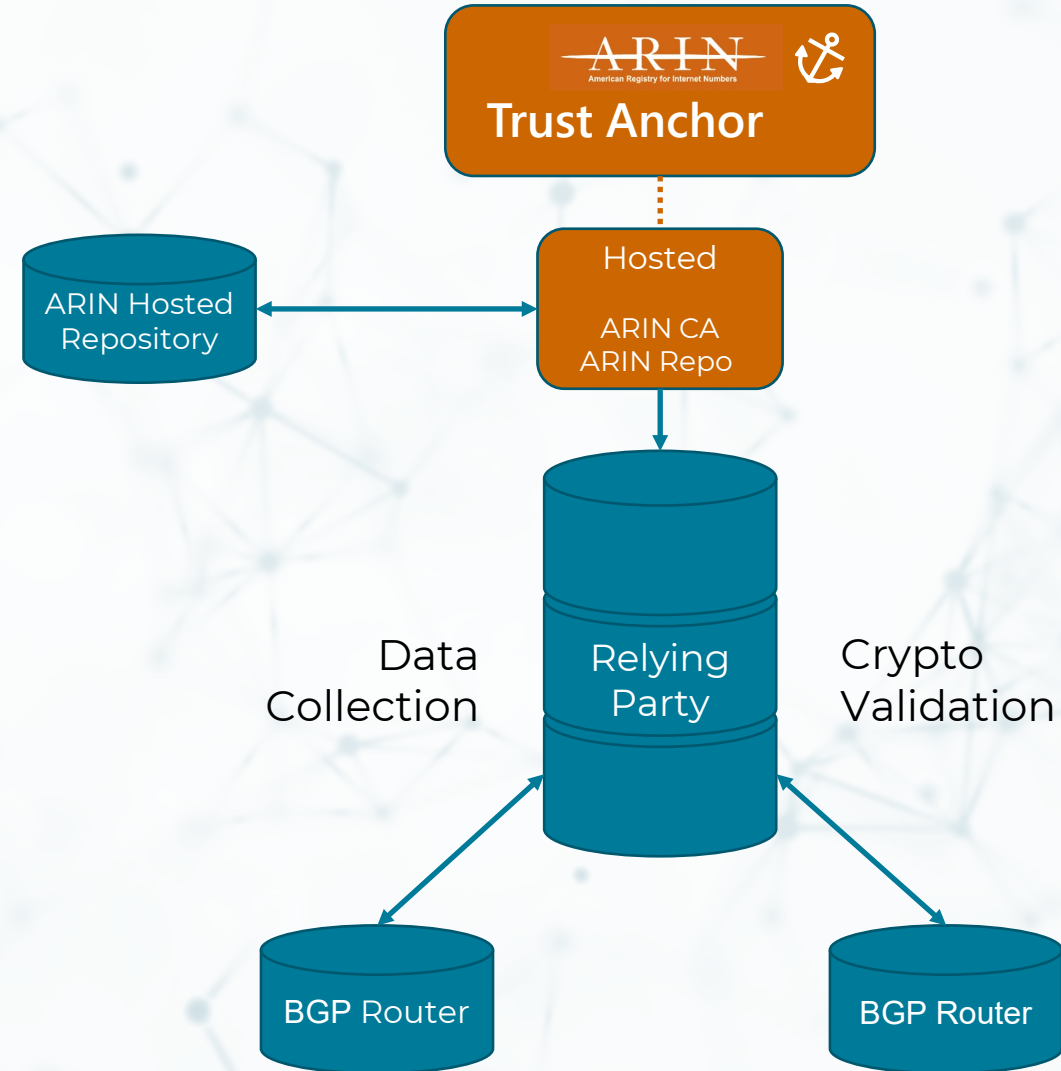 ARIN
American Registry for Internet Numbers
Trust Anchor
Hosted
ARIN Hosted
Repository
ARIN CA
ARIN Repo
Data
Collection
Relying
Party
Crypto
Validation
BGP Router
BGP Router